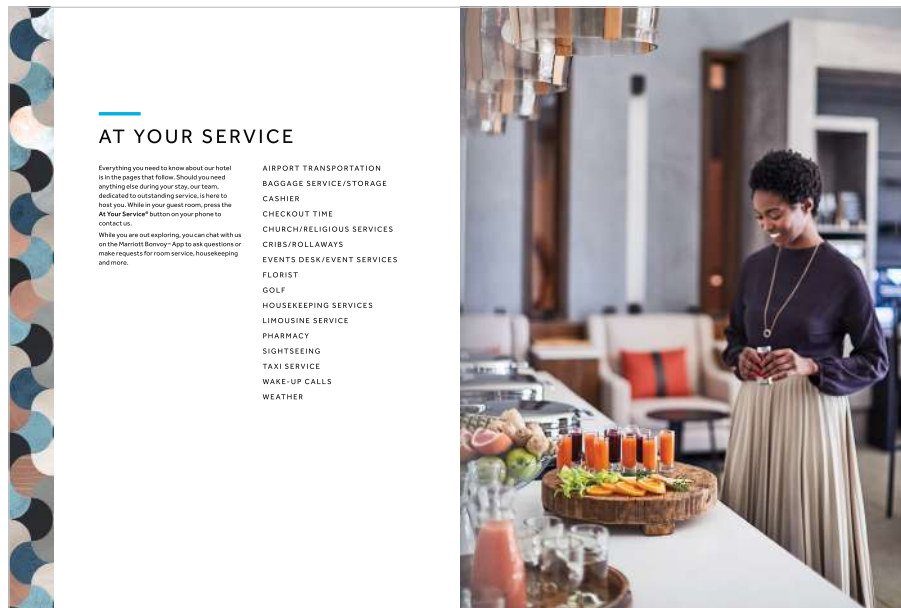 AT YOUR SERVICE
Everything you need to know about our hotel
is in the pages that follow. Should you need
anything else during your stay, our team,
dedicated to outstanding service, is here to
host you. While in your guest room, press the
At Your Service® button on your phone to
contact us.
While you are out exploring, you can chat with us
on the Marriott Bonvoy™ App to ask questions or
make requests for room service, housekeeping
and more.
AIRPORT TRANSPORTATION
BAGGAGE SERVICE/STORAGE
CASHIER
CHECKOUT TIME
CHURCH/RELIGIOUS SERVICES
CRIBS/ROLLAWAYS
EVENTS DESK/EVENT SERVICES
FLORIST
GOLF
HOUSEKEEPING SERVICES
LIMOUSINE SERVICE
PHARMACY
SIGHTSEEING
TAXI SERVICE
WAKE-UP CALLS
WEATHER